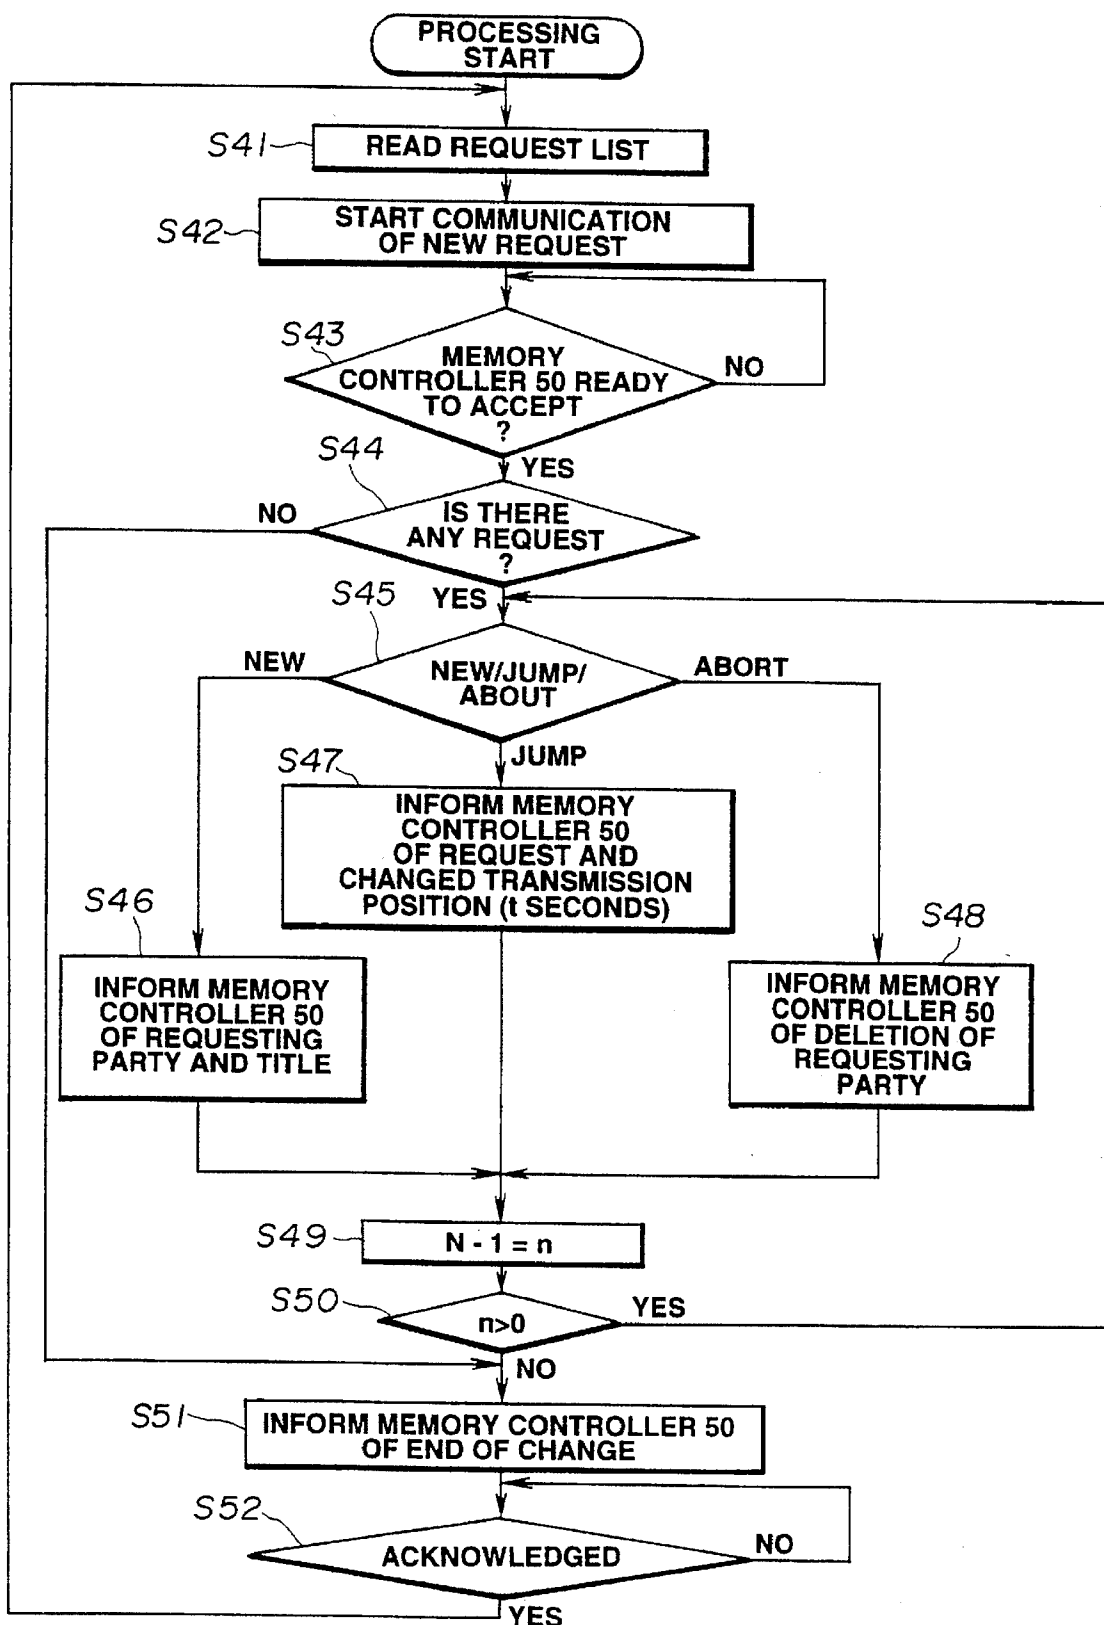 PROCESSING
START
S41
READ REQUEST LIST
S42
START COMMUNICATION
OF NEW REQUEST
S43
MEMORY
CONTROLLER 50 READY
TO ACCEPT
?
NO
YES
S44
IS THERE
ANY REQUEST
?
NO
YES
S45
NEW/JUMP/
ABOUT
NEW
ABORT
JUMP
S47
INFORM MEMORY
CONTROLLER 50
OF REQUEST AND
CHANGED TRANSMISSION
POSITION (t SECONDS)
S46
INFORM MEMORY
CONTROLLER 50
OF REQUESTING
PARTY AND TITLE
S48
INFORM MEMORY
CONTROLLER 50
OF DELETION OF
REQUESTING
PARTY
S49
N - 1 = n
S50
n>0
YES
NO
S51
INFORM MEMORY CONTROLLER 50
OF END OF CHANGE
S52
ACKNOWLEDGED
NO
YES